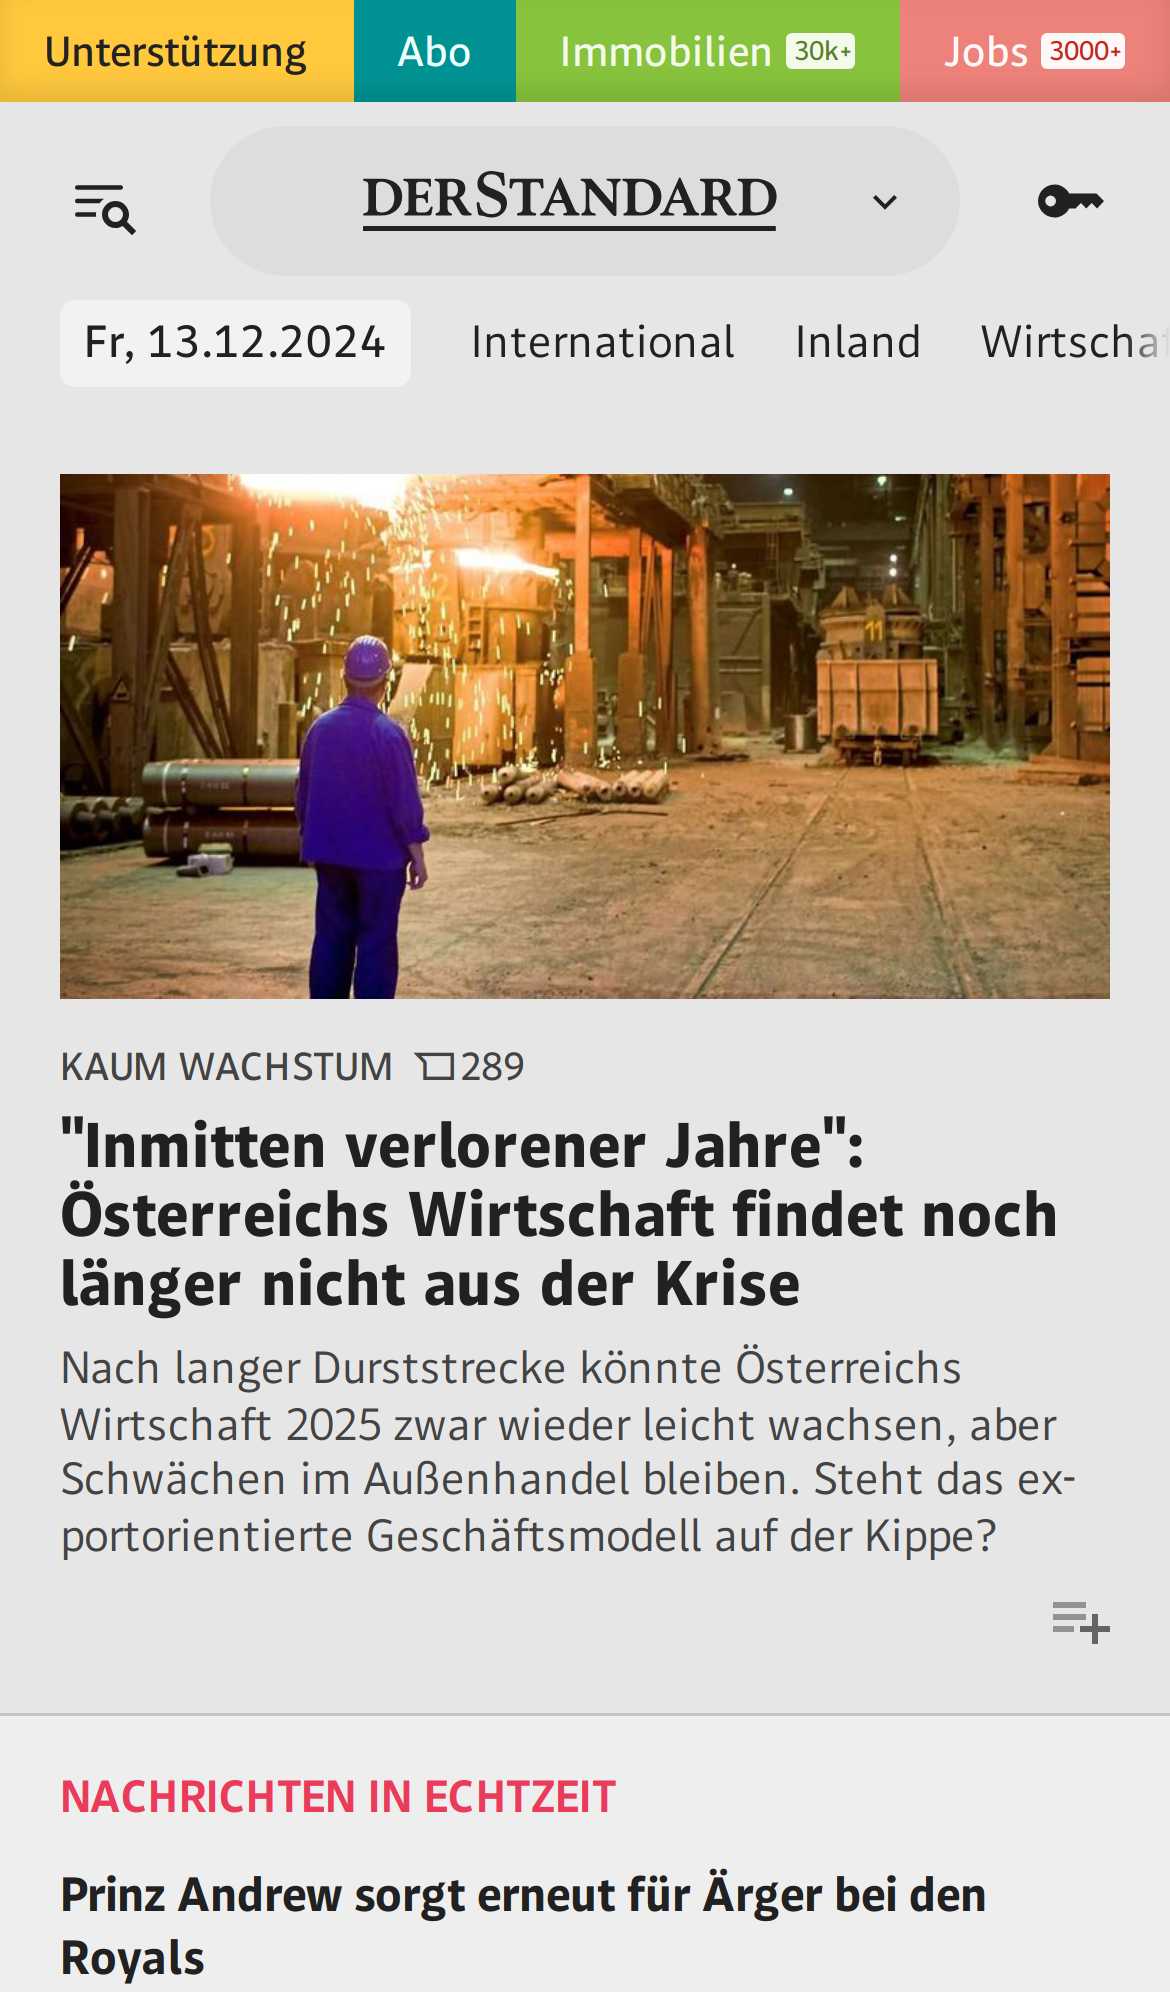 Unterstützung Abo Immobilien 30k+ Jobs 3000+
DERSTANDARD
Fr, 13.12.2024 International Inland Wirtscha
11
KAUM WACHSTUM 289
"Inmitten verlorener Jahre":
Österreichs Wirtschaft findet noch
länger nicht aus der Krise
Nach langer Durststrecke könnte Österreichs
Wirtschaft 2025 zwar wieder leicht wachsen, aber
Schwächen im Außenhandel bleiben. Steht das ex-
portorientierte Geschäftsmodell auf der Kippe?
NACHRICHTEN IN ECHTZEIT
Prinz Andrew sorgt erneut für Ärger bei den
Royals